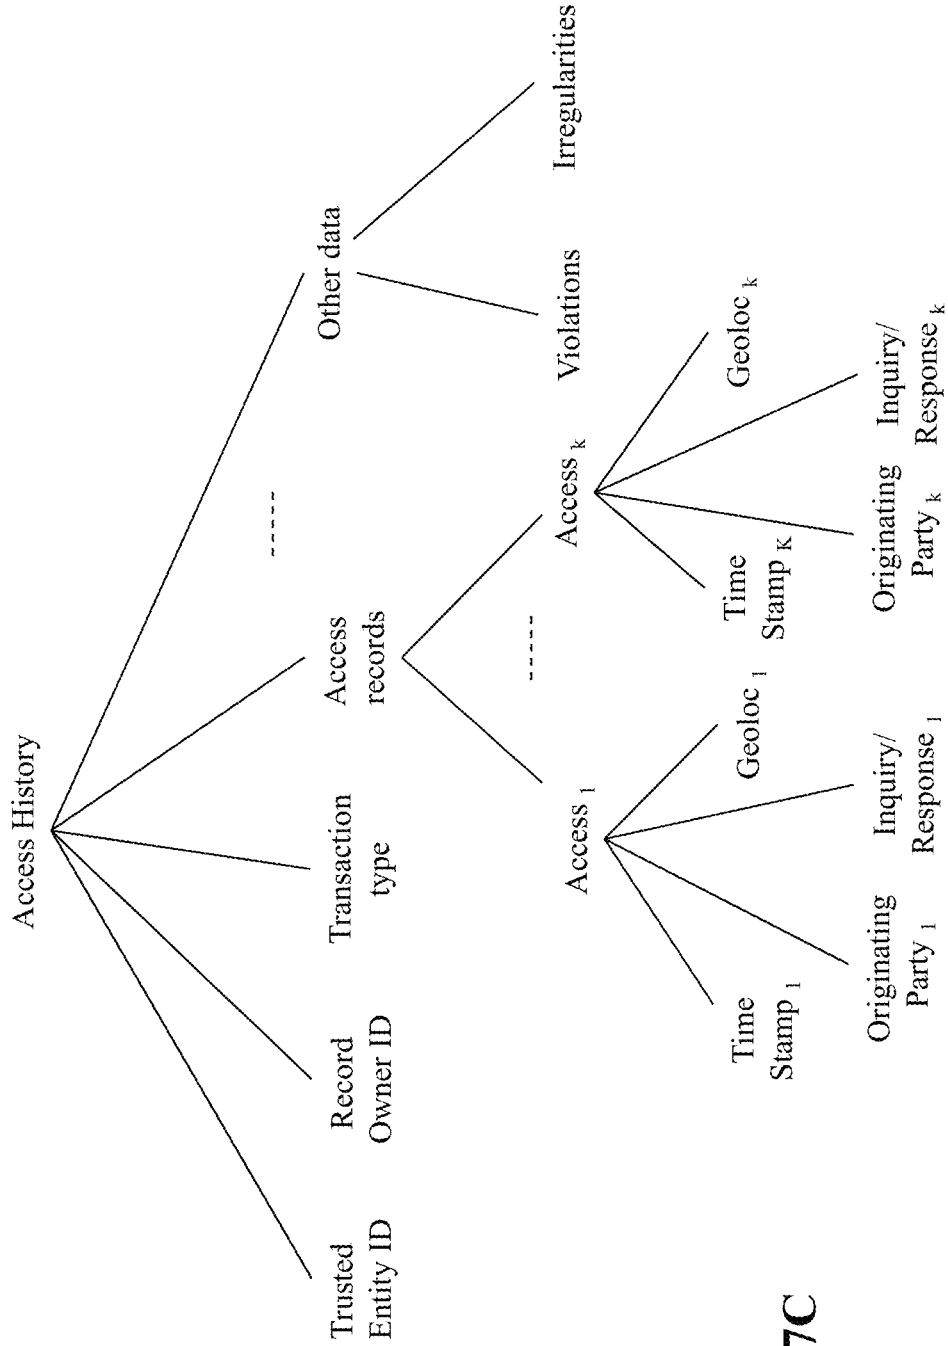 Access History
Trusted
Entity ID
Record
Owner ID
Transaction
type
Access
records
-----
Other data
Access 1
-----
Access k
Violations
Irregularities
Time
Stamp 1
Geoloc 1
Time
Stamp K
Geoloc k
Originating
Party 1
Inquiry/
Response 1
Originating
Party k
Inquiry/
Response k
7C